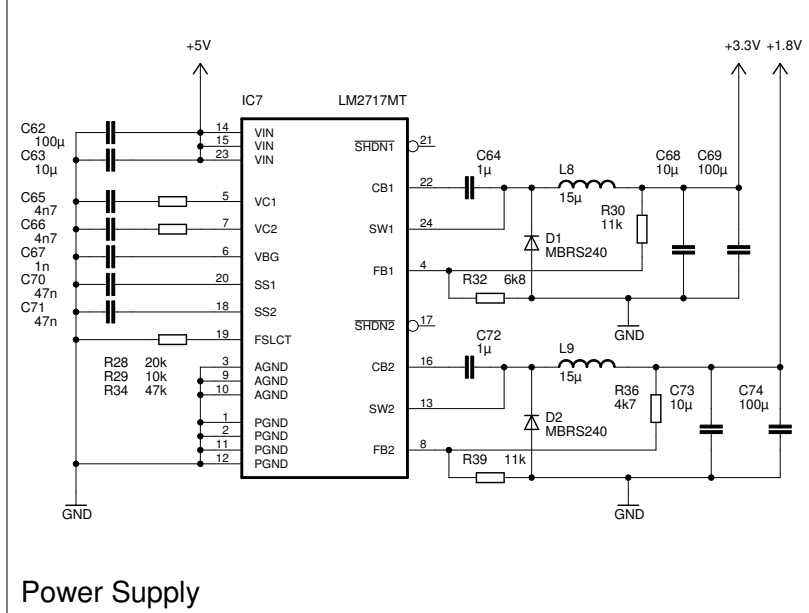 +5V
+3.3V +1.8V
IC7 LM2717MT
C62
100µ
C63
10µ
C65
4n7
C66
4n7
C67
1n
C70
47n
C71
47n
R28 20k
R29 10k
R34 47k
14 VIN
15 VIN
23 VIN
5 VC1
7 VC2
6 VBG
20 SS1
18 SS2
19 FSLCT
3 AGND
9 AGND
10 AGND
1 PGND
2 PGND
11 PGND
12 PGND
GND
SHDN1 21
CB1 22
SW1 24
FB1 4
SHDN2 17
CB2 16
SW2 13
FB2 8
C64
1µ
L8
15µ
C68
10µ
C69
100µ
R30
11k
D1
MBRS240
R32 6k8
GND
C72
1µ
L9
15µ
R36
4k7
C73
10µ
C74
100µ
D2
MBRS240
R39 11k
GND
Power Supply